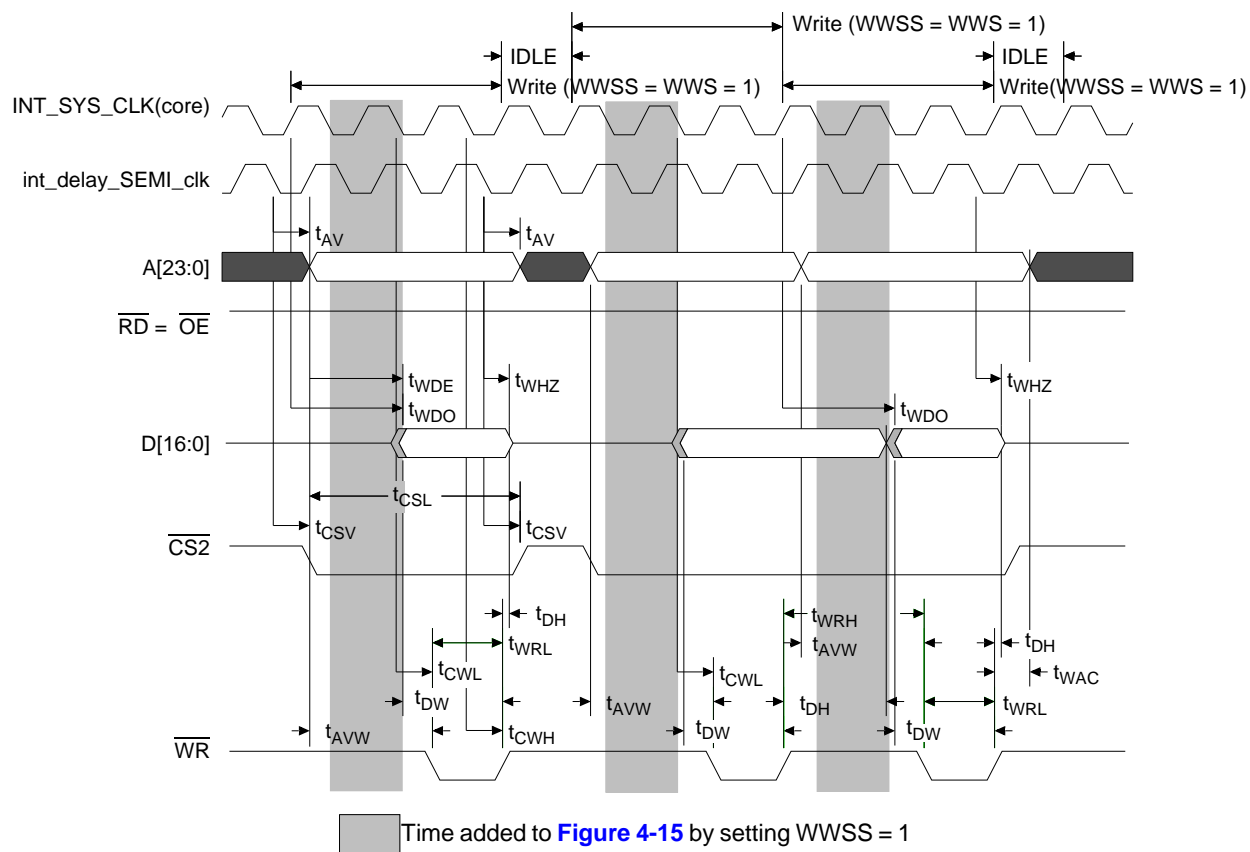 Write (WWSS = WWS = 1)
IDLE IDLE
Write (WWSS = WWS = 1) Write(WWSS = WWS = 1)
INT_SYS_CLK(core)
int_delay_SEMI_clk
tAV tAV
A[23:0]
RD = OE
tWDE tWHZ tWHZ
tWDO tWDO
D[16:0]
tCSL
tCSV tCSV
CS2
tDH tWRH
tWRL tAVW tDH
tCWL tCWL tWAC
tDW tAVW tDH tWRL
tAVW tCWH tDW tDW
WR
Time added to Figure 4-15 by setting WWSS = 1